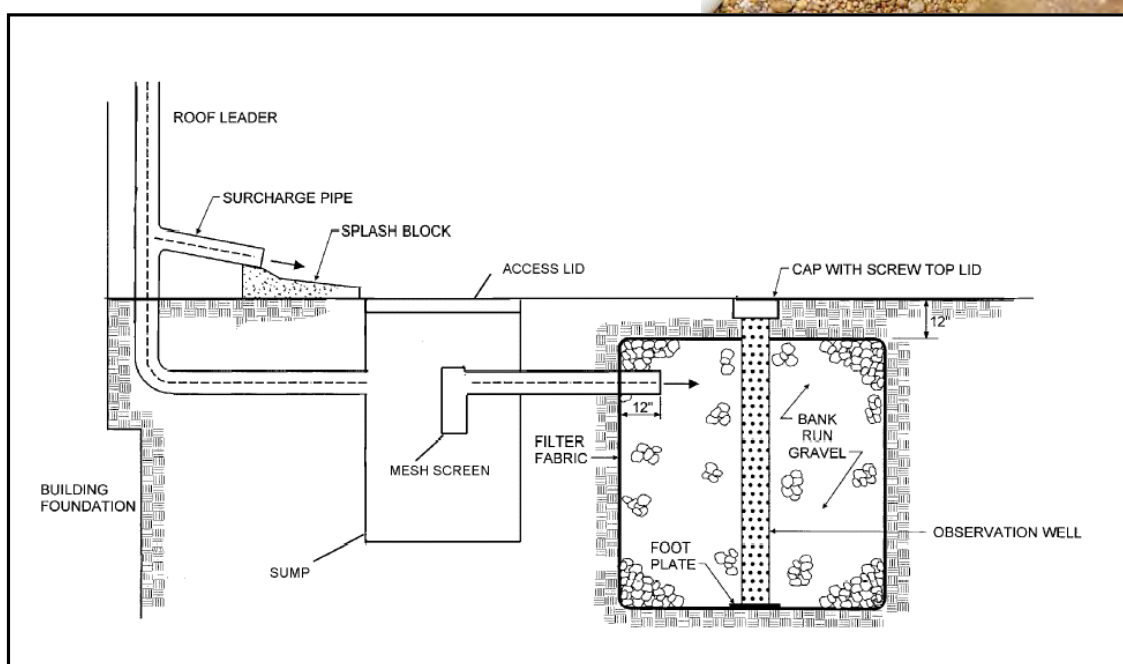 ROOF LEADER
SURCHARGE PIPE
SPLASH BLOCK
ACCESS LID
CAP WITH SCREW TOP LID
12"
12"
BANK
RUN
GRAVEL
FILTER
FABRIC
MESH SCREEN
BUILDING
FOUNDATION
OBSERVATION WELL
FOOT
PLATE
SUMP